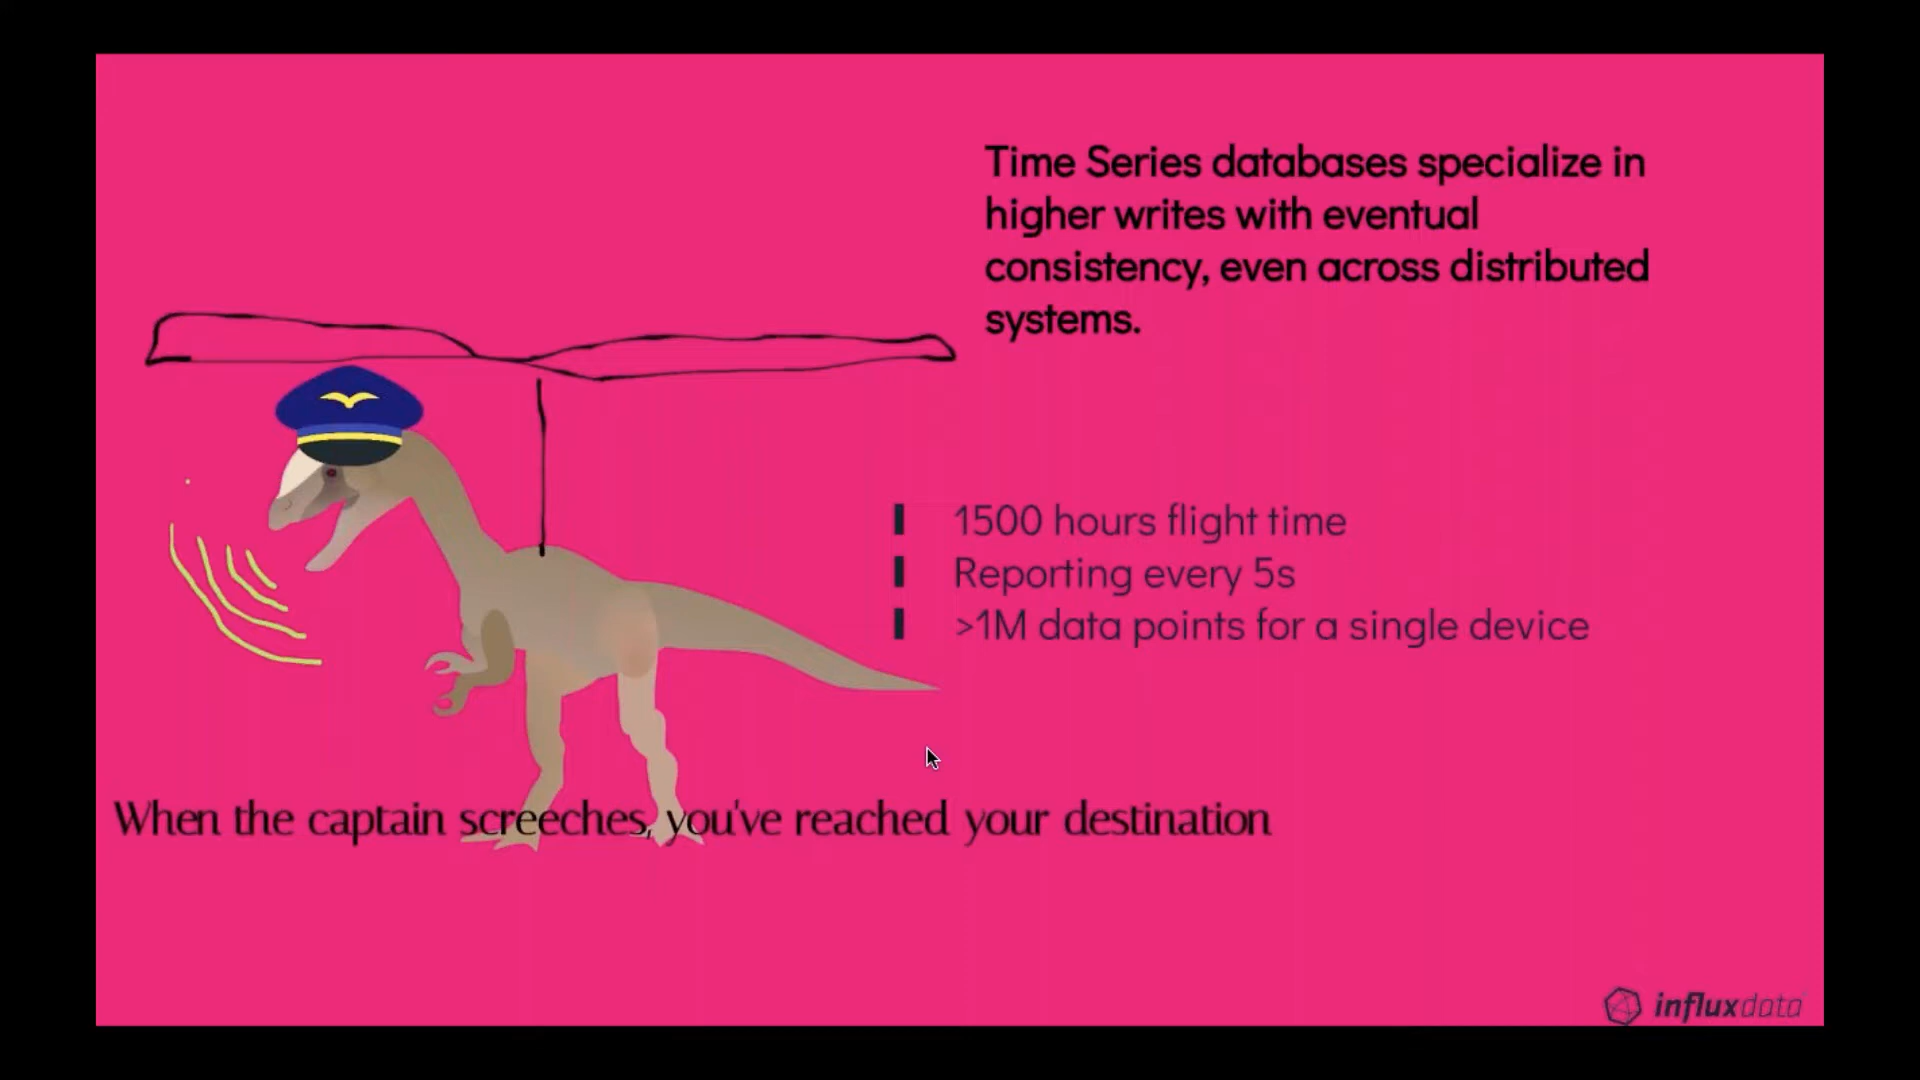 Time Series databases specialize in
higher writes with eventual
consistency, even across distributed
systems.
1500 hours flight time
Reporting every 5s
>1M data points for a single device
When the captain screeches, you've reached your destination
influxdata